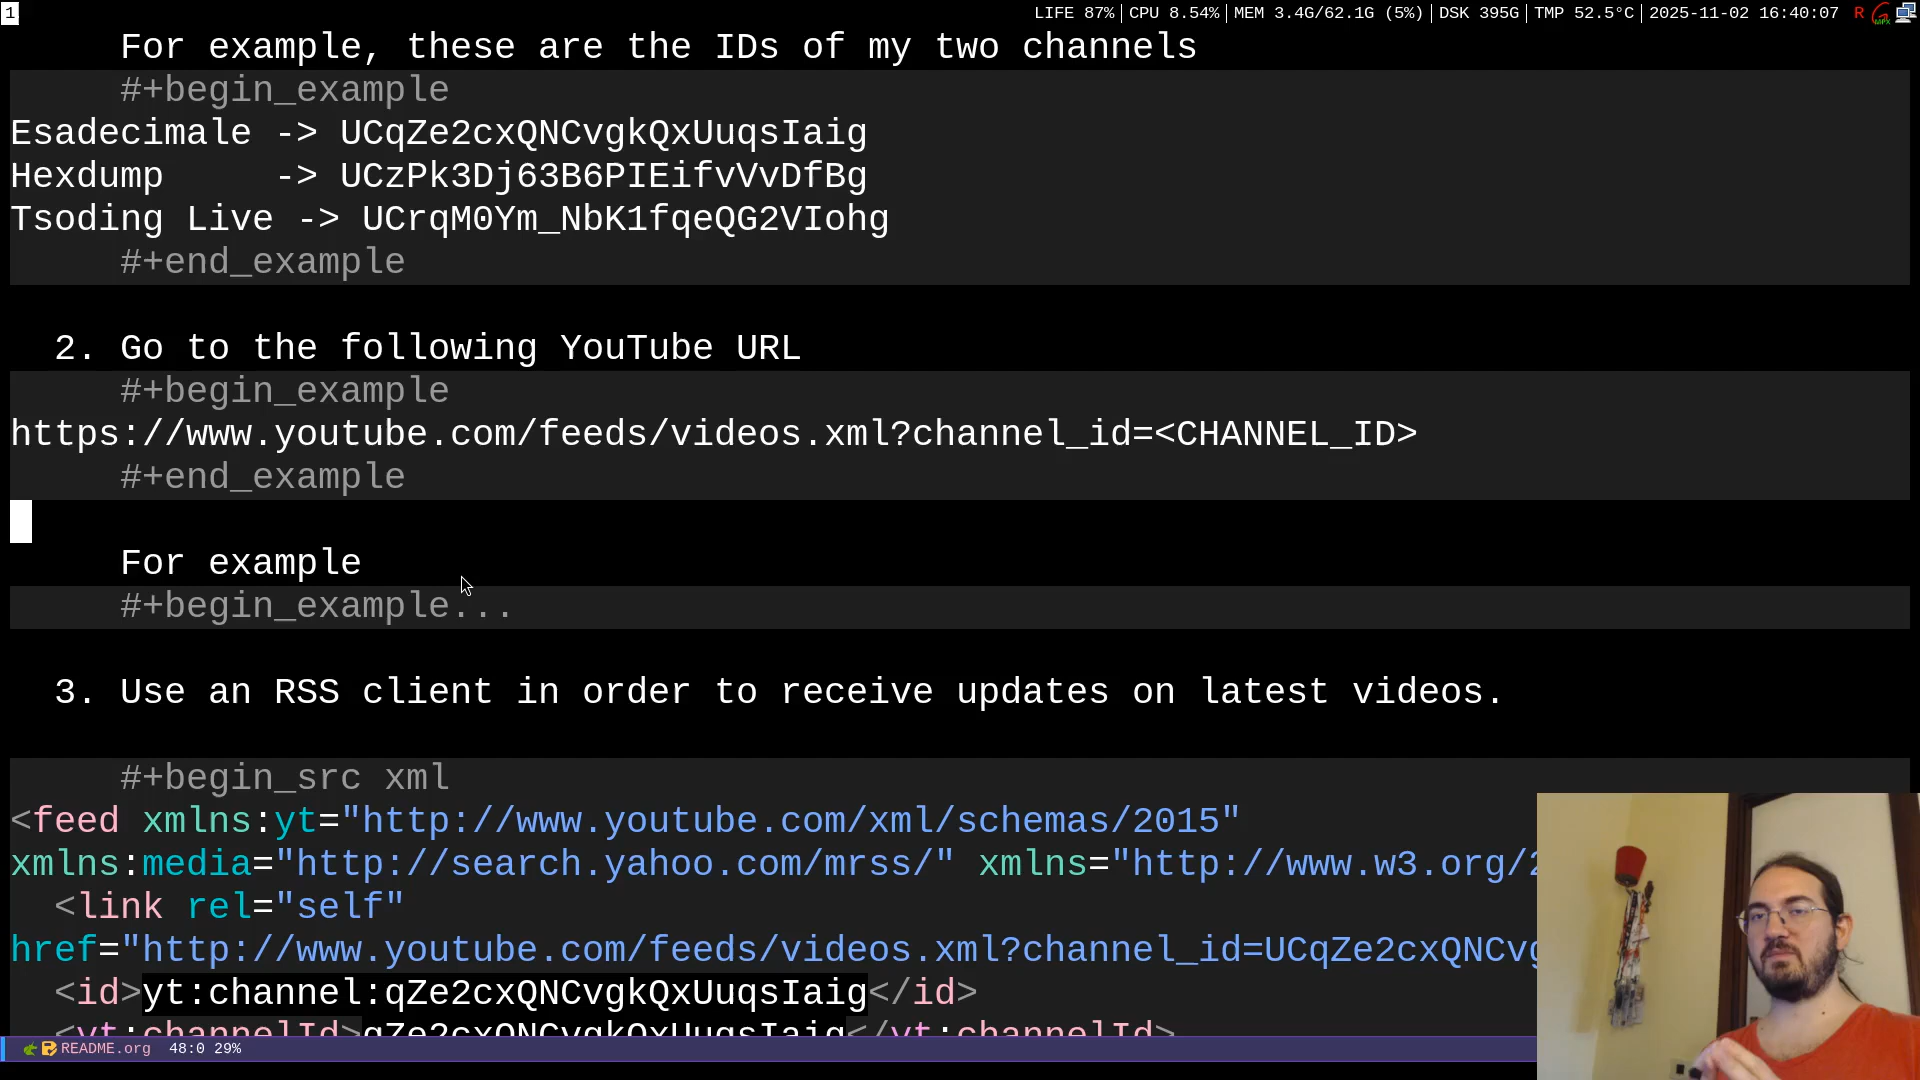 1
LIFE 87% | CPU 8.54% | MEM 3.4G/62.1G (5%) | DSK 395G | TMP 52.5°C | 2025-11-02 16:40:07 R
For example, these are the IDs of my two channels
#+begin_example
Esadecimale -> UCqZe2cxQNCvgkQxUuqsIaig
Hexdump     -> UCzPk3Dj63B6PIEifvVvDfBg
Tsoding Live -> UCrqM0Ym_NbK1fqeQG2VIohg
#+end_example
2. Go to the following YouTube URL
#+begin_example
https://www.youtube.com/feeds/videos.xml?channel_id=<CHANNEL_ID>
#+end_example
For example
#+begin_example...
3. Use an RSS client in order to receive updates on latest videos.
#+begin_src xml
<feed xmlns:yt="http://www.youtube.com/xml/schemas/2015"
xmlns:media="http://search.yahoo.com/mrss/" xmlns="http://www.w3.org/2
<link rel="self"
href="http://www.youtube.com/feeds/videos.xml?channel_id=UCqZe2cxQNCvg
<id>yt:channel:qZe2cxQNCvgkQxUuqsIaig</id>
<yt:channelId>qZe2cxQNCvgkQxUuqsIaig</yt:channelId>
README.org 48:0 29%